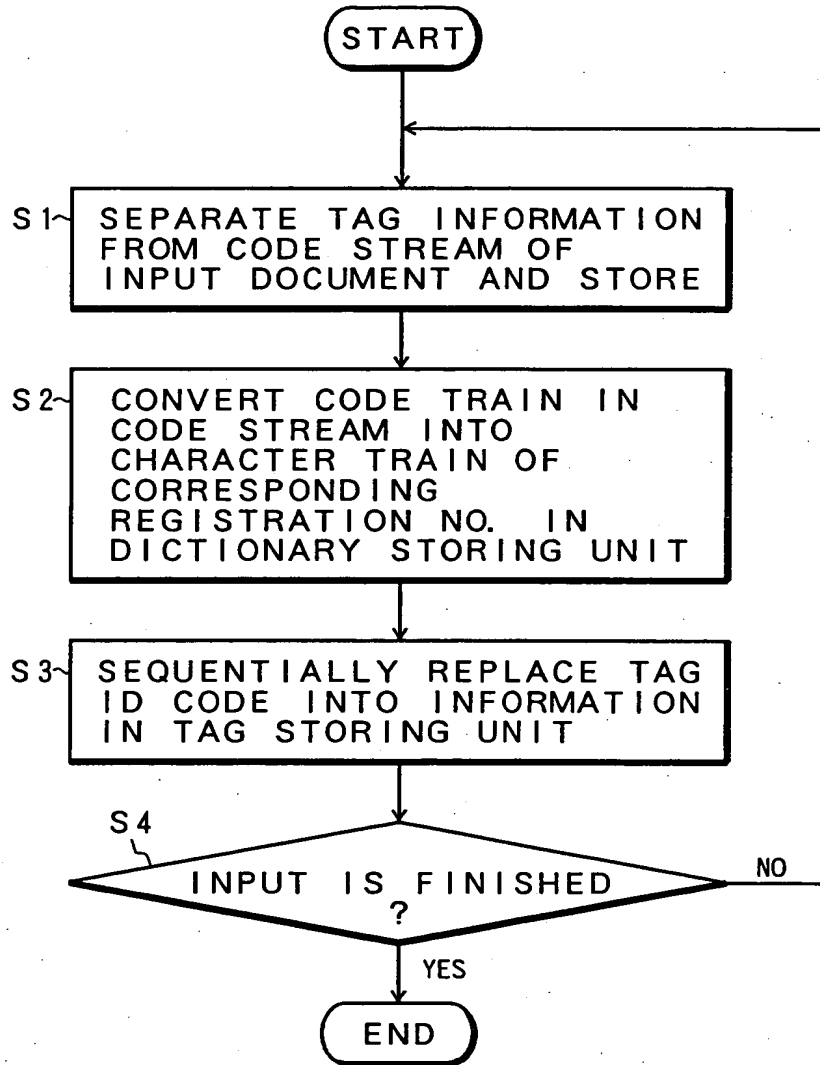 START
S1 SEPARATE TAG INFORMATION
FROM CODE STREAM OF
INPUT DOCUMENT AND STORE
S2 CONVERT CODE TRAIN IN
CODE STREAM INTO
CHARACTER TRAIN OF
CORRESPONDING
REGISTRATION NO. IN
DICTIONARY STORING UNIT
S3 SEQUENTIALLY REPLACE TAG
ID CODE INTO INFORMATION
IN TAG STORING UNIT
S4
INPUT IS FINISHED
?
NO
YES
END